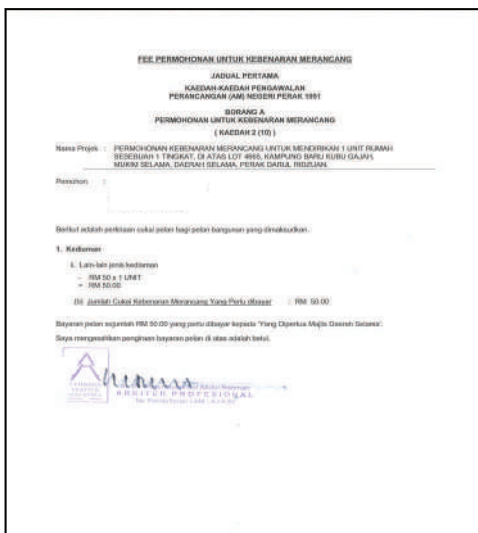 FEE PERMOHONAN UNTUK KEBENARAN MERANCANG
JADUAL PERTAMA
KAEDAH-KAEDAH PENGAWALAN
PERANCANGAN (AM) NEGERI PERAK 1991
BORANG A
PERMOHONAN UNTUK KEBENARAN MERANCANG
( KAEDAH 2 (10) )
Nama Projek : PERMOHONAN KEBENARAN MERANCANG UNTUK MENDIRIKAN 1 UNIT RUMAH
SESEBUAH 1 TINGKAT, DI ATAS LOT 4665, KAMPUNG BARU KUBU GAJAH,
MUKIM SELAMA, DAERAH SELAMA, PERAK DARUL RIDZUAN.
Pemohon :
Berikut adalah perkiraan cukai pelan bagi pelan bangunan yang dimaksudkan.
1. Kediaman
Lain-lain jenis kediaman
- RM 50 x 1 UNIT
= RM 50.00
Jumlah Cukai Kebenaran Merancang Yang Perlu dibayar : RM 50.00
Bayaran pelan sejumlah RM 50.00 yang perlu dibayar kepada 'Yang Dipertua Majlis Daerah Selama'.
Saya mengesahkan pengiraan bayaran pelan di atas adalah betul.
ARKITEK PROFESIONAL